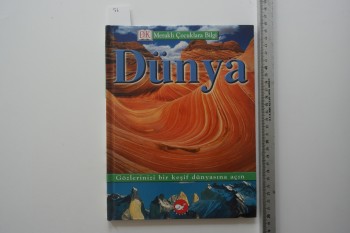 DK Meraklı Çocuklara Bilgi
Dünya
Gözlerinizi bir keşif dünyasına açın